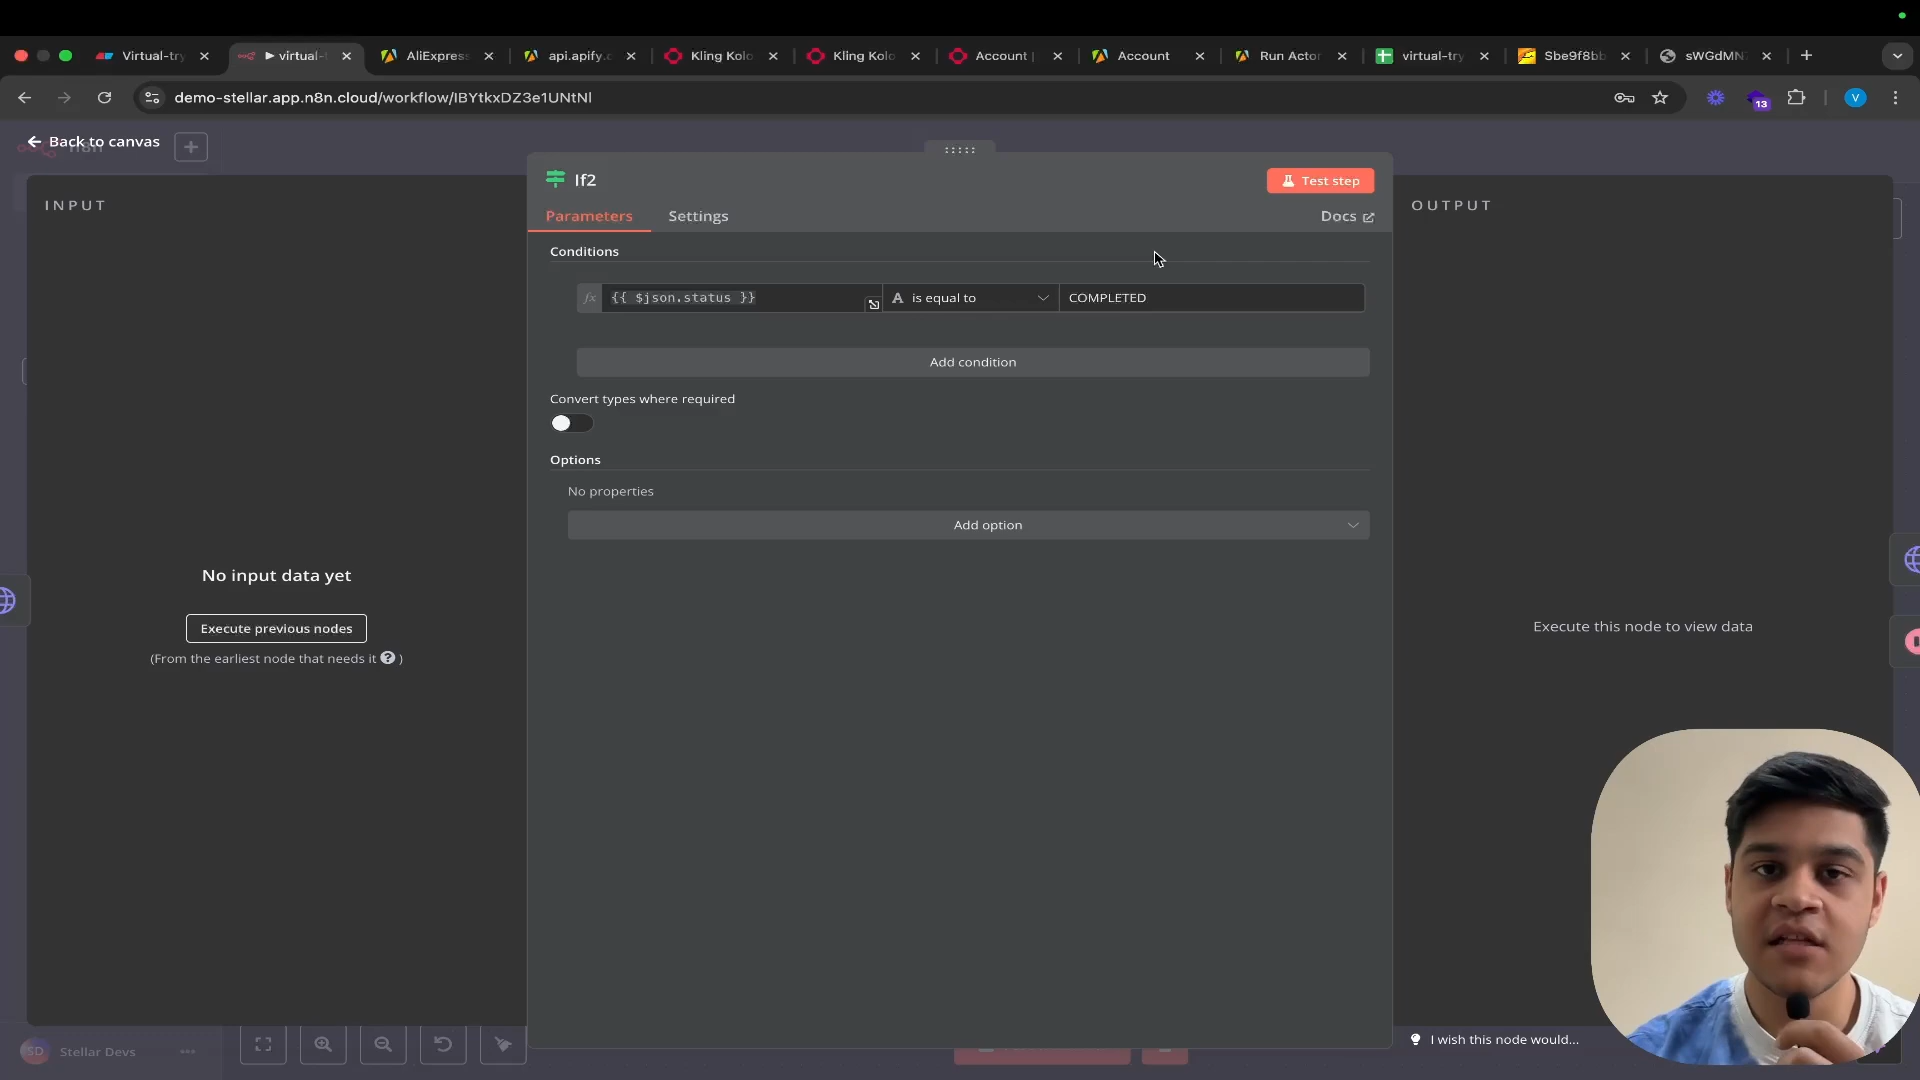 Virtual-try
virtual-t
AliExpress
api.apify.c
Kling Kolo
Kling Kolo
Account |
Account
Run Actor
virtual-try
Sbe9f8bb
sWGdMN
demo-stellar.app.n8n.cloud/workflow/IBYtkxDZ3e1UNtNl
13
V
Back to canvas
If2
Test step
INPUT
Parameters
Settings
Docs
OUTPUT
Conditions
fx
{{ $json.status }}
A is equal to
COMPLETED
Add condition
Convert types where required
Options
No properties
Add option
No input data yet
Execute previous nodes
(From the earliest node that needs it ? )
Execute this node to view data
SD
Stellar Devs
I wish this node would...